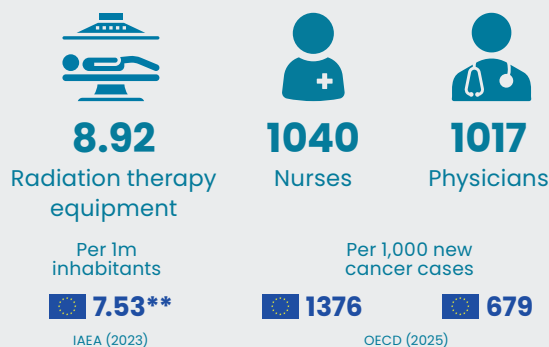 8.92
Radiation therapy
equipment
Per 1m
inhabitants
7.53**
IAEA (2023)
1040
Nurses
1017
Physicians
Per 1,000 new
cancer cases
1376
679
OECD (2025)